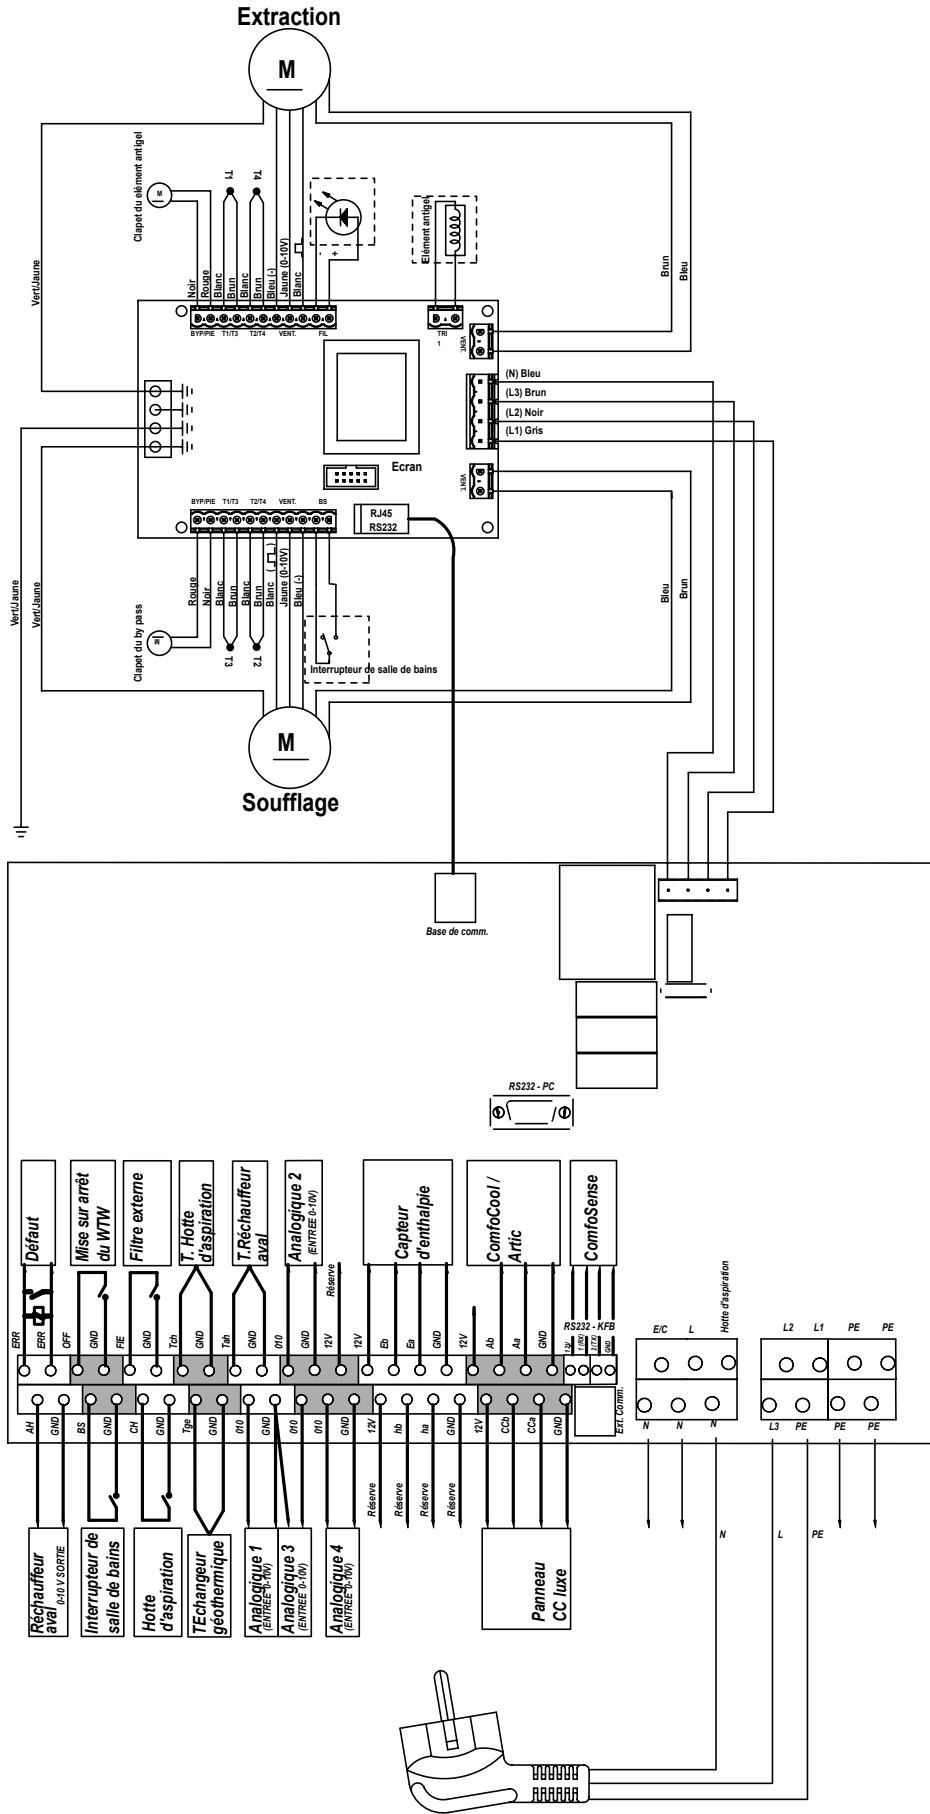 Extraction
M
Vert/Jaune
Clapet du elément antigel
M
T1
T4
Elément antigel
- +
Noir
Rouge
Blanc
Brun
Blanc
Brun
Bleu (-)
Jaune (0-10V)
Blanc
Brun
Bleu
BYP/PIE T1/T3 T2/T4 VENT. FIL
TRI
1
VENT.
(N) Bleu
(L3) Brun
(L2) Noir
(L1) Gris
Ecran
VENT.
BYP/PIE T1/T3 T2/T4 VENT. BS
RJ45
RS232
Vert/Jaune
Vert/Jaune
Rouge
Noir
Blanc
Brun
Blanc
Brun
Blanc
Jaune (0-10V)
Bleu (-)
Bleu
Brun
Clapet du by pass
M
T3
T2
Interrupteur de salle de bains
M
Soufflage
Base de comm.
RS232 - PC
Défaut
Mise sur arrêt
du WTW
Filtre externe
T. Hotte
d'aspiration
T.Réchauffeur
aval
Analogique 2
(ENTREE 0-10V)
Réserve
Capteur
d'enthalpie
ComfoCool /
Artic
ComfoSense
RS232 - KFB
Hotte d'aspiration
ERR
ERR
OFF
GND
FIE
GND
Tch
GND
Tah
GND
010
GND
12V
12V
Eb
Ea
GND
12V
Ab
Aa
GND
12V
1 (RX)
2 (TX)
GND
E/C L
L2 L1 PE PE
AH
GND
BS
GND
CH
GND
Tge
GND
010
GND
010
010
GND
12V
hb
ha
GND
12V
CCb
CCa
GND
Ext. Comm.
N N N
L3 PE PE PE
Réserve
Réserve
Réserve
Réserve
N
L
PE
Réchauffeur
aval 0-10 V SORTIE
Interrupteur de
salle de bains
Hotte
d'aspiration
TEchangeur
géothermique
Analogique 1
(ENTREE 0-10V)
Analogique 3
(ENTREE 0-10V)
Analogique 4
(ENTREE 0-10V)
Panneau
CC luxe